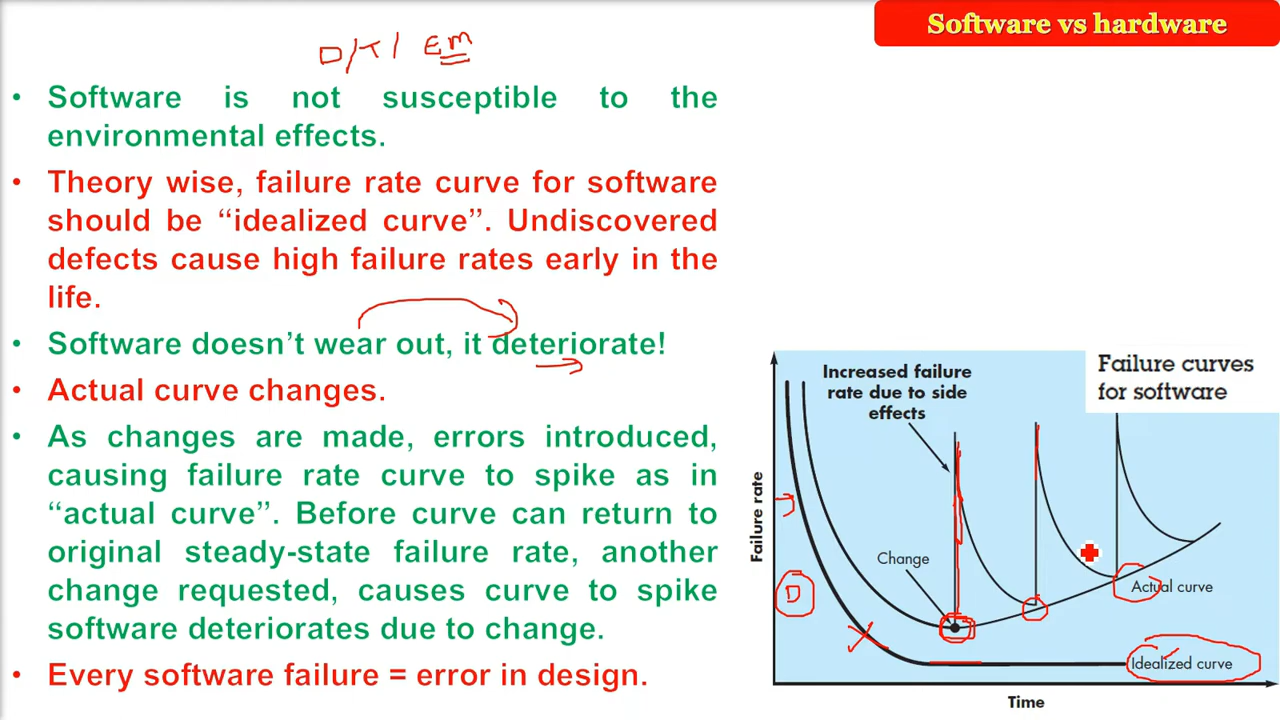 Software vs hardware
D/T/ Em
• Software is not susceptible to the
environmental effects.
• Theory wise, failure rate curve for software
should be “idealized curve”. Undiscovered
defects cause high failure rates early in the
life.
• Software doesn’t wear out, it deteriorate!
• Actual curve changes.
• As changes are made, errors introduced,
causing failure rate curve to spike as in
“actual curve”. Before curve can return to
original steady-state failure rate, another
change requested, causes curve to spike
software deteriorates due to change.
• Every software failure = error in design.
Failure curves
for software
Increased failure
rate due to side
effects
Failure rate
Change
D
Actual curve
Idealized curve
Time